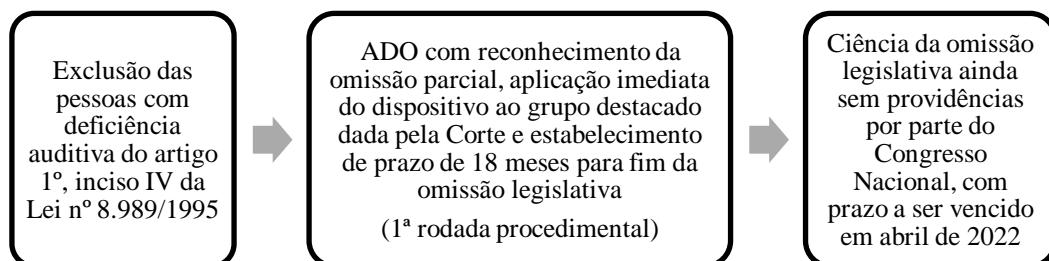 Exclusão das
pessoas com
deficiência
auditiva do artigo
1º, inciso IV da
Lei nº 8.989/1995
ADO com reconhecimento da
omissão parcial, aplicação imediata
do dispositivo ao grupo destacado
dada pela Corte e estabelecimento
de prazo de 18 meses para fim da
omissão legislativa
(1ª rodada procedimental)
Ciência da omissão
legislativa ainda
sem providências
por parte do
Congresso
Nacional, com
prazo a ser vencido
em abril de 2022